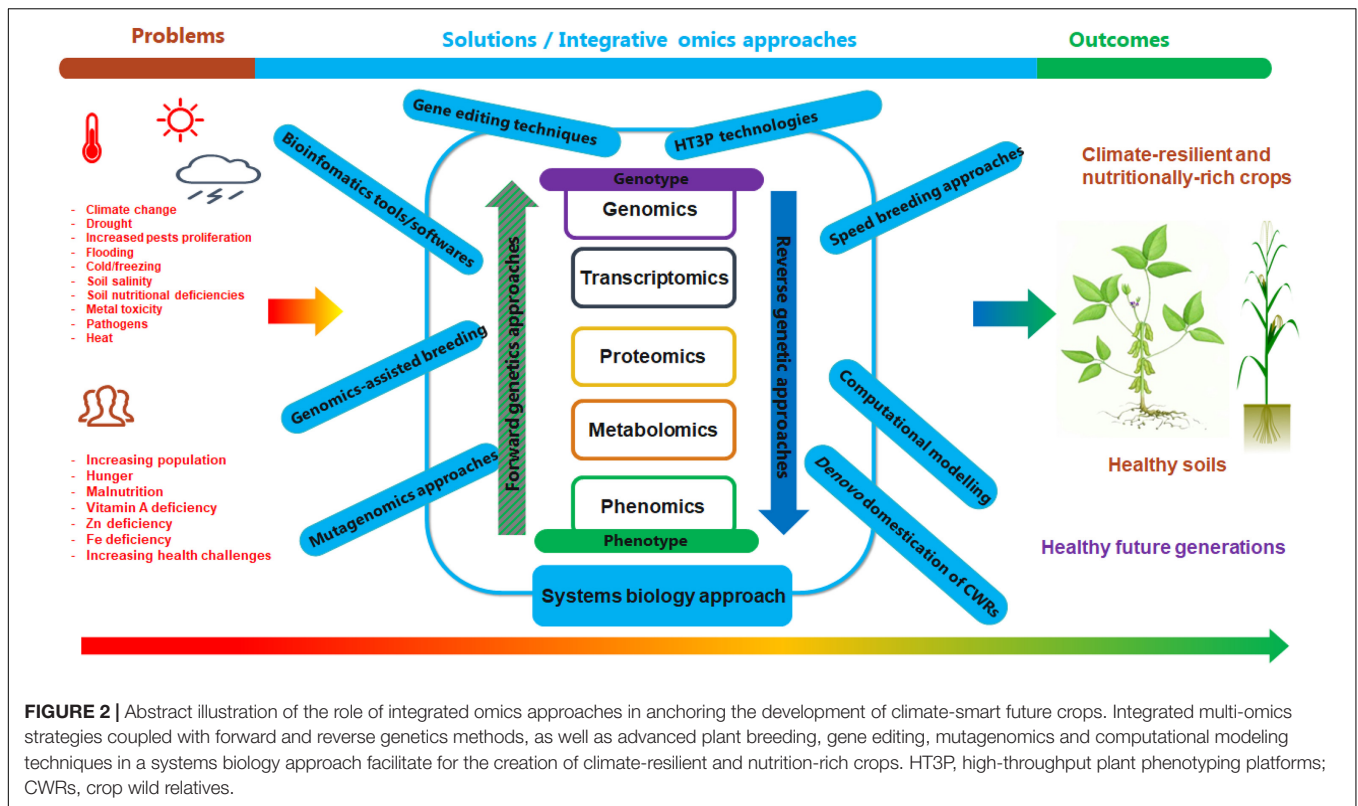 Problems
Solutions / Integrative omics approaches
Outcomes
- Climate change
- Drought
- Increased pests proliferation
- Flooding
- Cold/freezing
- Soil salinity
- Soil nutritional deficiencies
- Metal toxicity
- Pathogens
- Heat
- Increasing population
- Hunger
- Malnutrition
- Vitamin A deficiency
- Zn deficiency
- Fe deficiency
- Increasing health challenges
Gene editing techniques
HT3P technologies
Bioinfomatics tools/softwares
Speed breeding approaches
Genomics-assisted breeding
Computational modelling
Mutagenomics approaches
Denovo domestication of CWRs
Forward genetics approaches
Reverse genetic approaches
Genotype
Genomics
Transcriptomics
Proteomics
Metabolomics
Phenomics
Phenotype
Systems biology approach
Climate-resilient and
nutritionally-rich crops
Healthy soils
Healthy future generations
FIGURE 2 | Abstract illustration of the role of integrated omics approaches in anchoring the development of climate-smart future crops. Integrated multi-omics
strategies coupled with forward and reverse genetics methods, as well as advanced plant breeding, gene editing, mutagenomics and computational modeling
techniques in a systems biology approach facilitate for the creation of climate-resilient and nutrition-rich crops. HT3P, high-throughput plant phenotyping platforms;
CWRs, crop wild relatives.